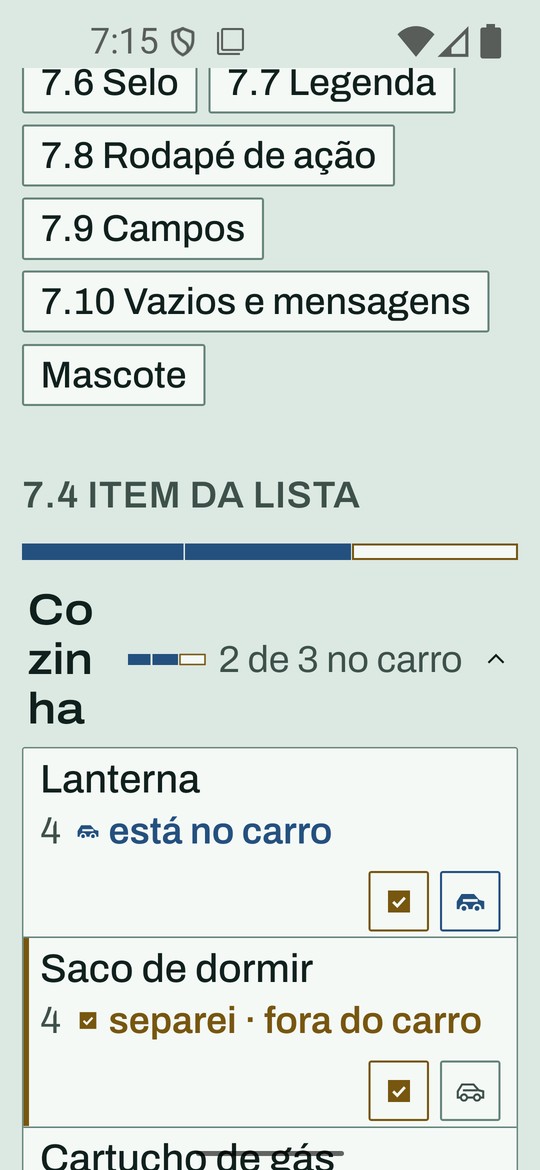 7:15
7.6 Selo
7.7 Legenda
7.8 Rodapé de ação
7.9 Campos
7.10 Vazios e mensagens
Mascote
7.4 ITEM DA LISTA
Co
zin
ha
2 de 3 no carro
Lanterna
4 está no carro
Saco de dormir
4 separei · fora do carro
Cartucho de gás